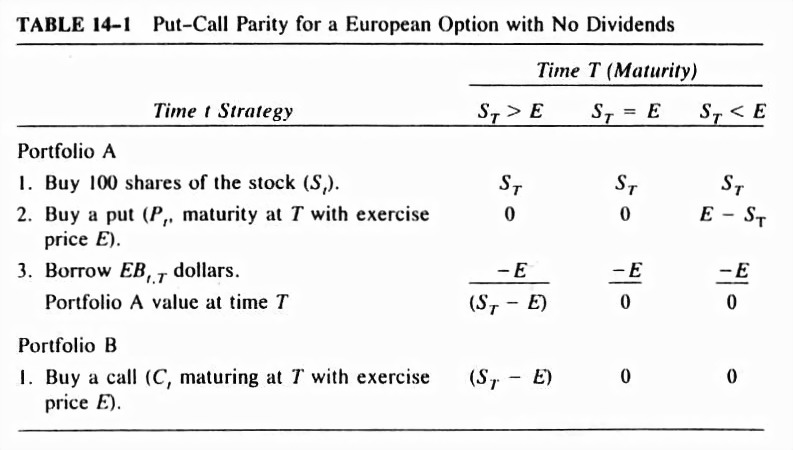 TABLE 14-1 Put-Call Parity for a European Option with No Dividends
Time T (Maturity)
Time t Strategy S_T > E S_T = E S_T < E
Portfolio A
1. Buy 100 shares of the stock (S_t). S_T S_T S_T
2. Buy a put (P_t, maturity at T with exercise 0 0 E − S_T
price E).
3. Borrow EB_t,T dollars. −E −E −E
Portfolio A value at time T (S_T − E) 0 0
Portfolio B
1. Buy a call (C_t maturing at T with exercise (S_T − E) 0 0
price E).